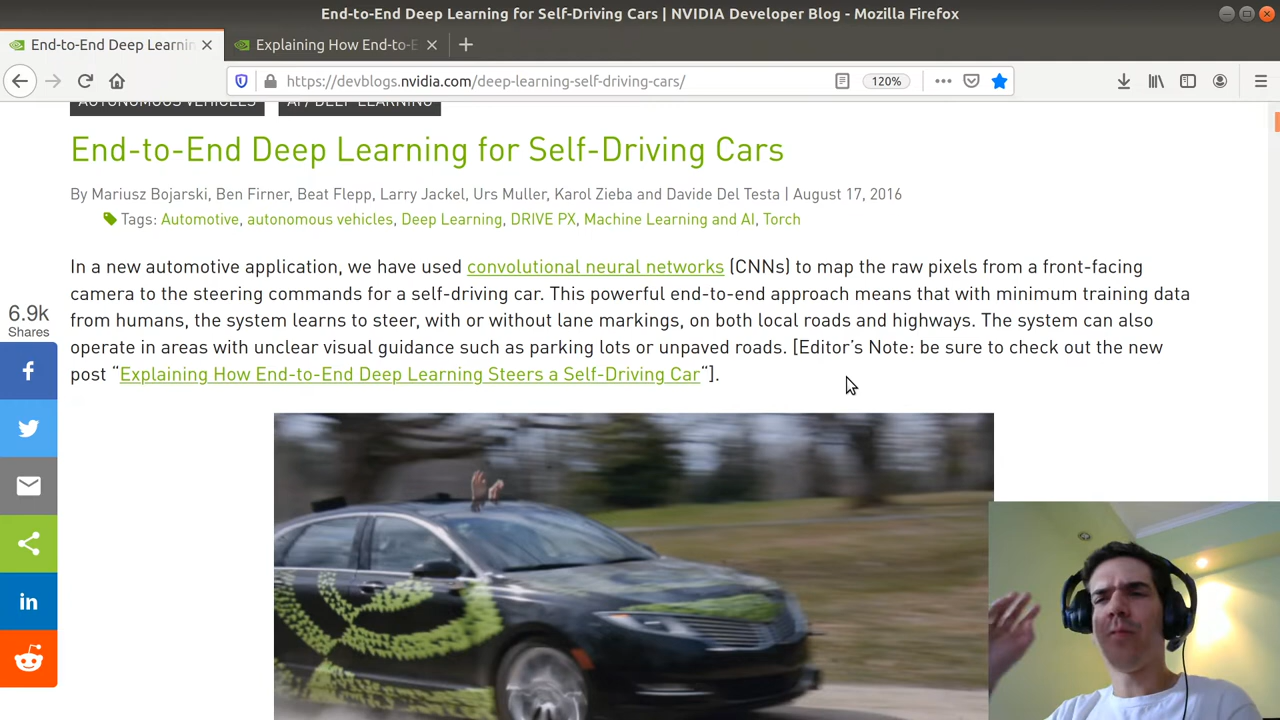 End-to-End Deep Learning for Self-Driving Cars | NVIDIA Developer Blog - Mozilla Firefox
End-to-End Deep Learnin
Explaining How End-to-E
https://devblogs.nvidia.com/deep-learning-self-driving-cars/
120%
AUTONOMOUS VEHICLES
AI / DEEP LEARNING
End-to-End Deep Learning for Self-Driving Cars
By Mariusz Bojarski, Ben Firner, Beat Flepp, Larry Jackel, Urs Muller, Karol Zieba and Davide Del Testa | August 17, 2016
Tags: Automotive, autonomous vehicles, Deep Learning, DRIVE PX, Machine Learning and AI, Torch
In a new automotive application, we have used convolutional neural networks (CNNs) to map the raw pixels from a front-facing
camera to the steering commands for a self-driving car. This powerful end-to-end approach means that with minimum training data
from humans, the system learns to steer, with or without lane markings, on both local roads and highways. The system can also
operate in areas with unclear visual guidance such as parking lots or unpaved roads. [Editor's Note: be sure to check out the new
post “Explaining How End-to-End Deep Learning Steers a Self-Driving Car“].
6.9k
Shares
f
in